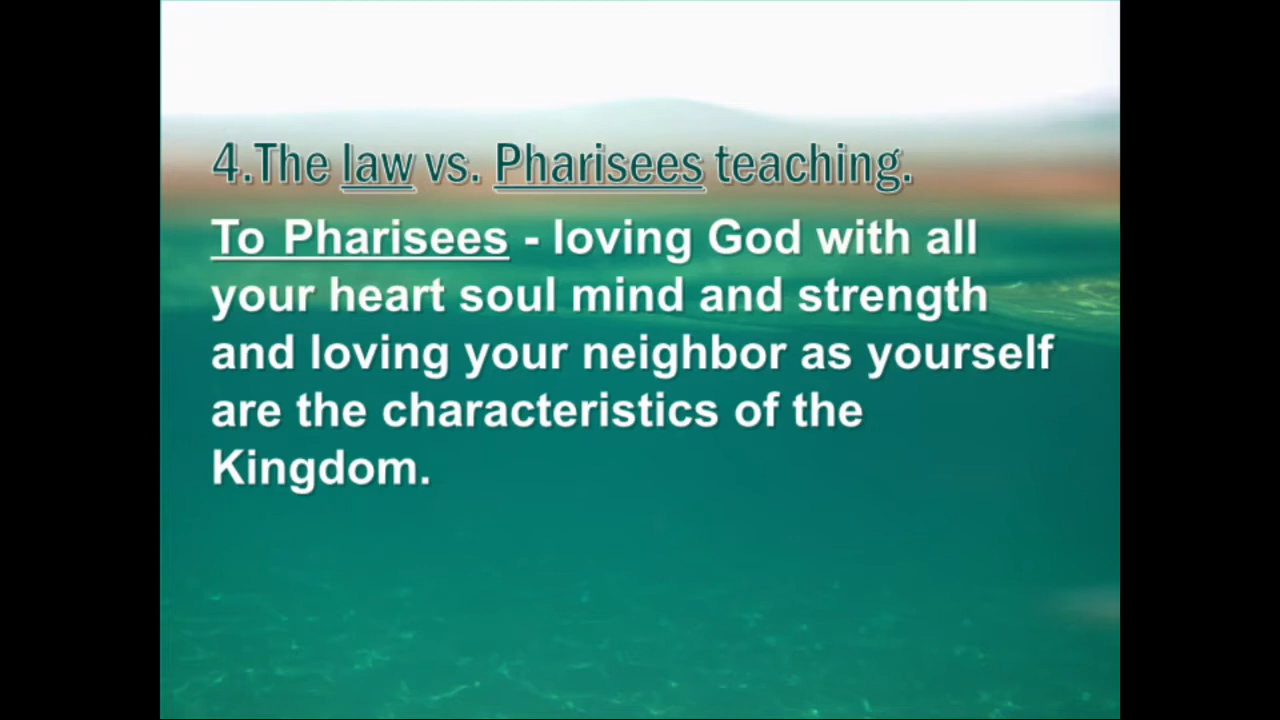 4.The law vs. Pharisees teaching.
To Pharisees - loving God with all
your heart soul mind and strength
and loving your neighbor as yourself
are the characteristics of the
Kingdom.